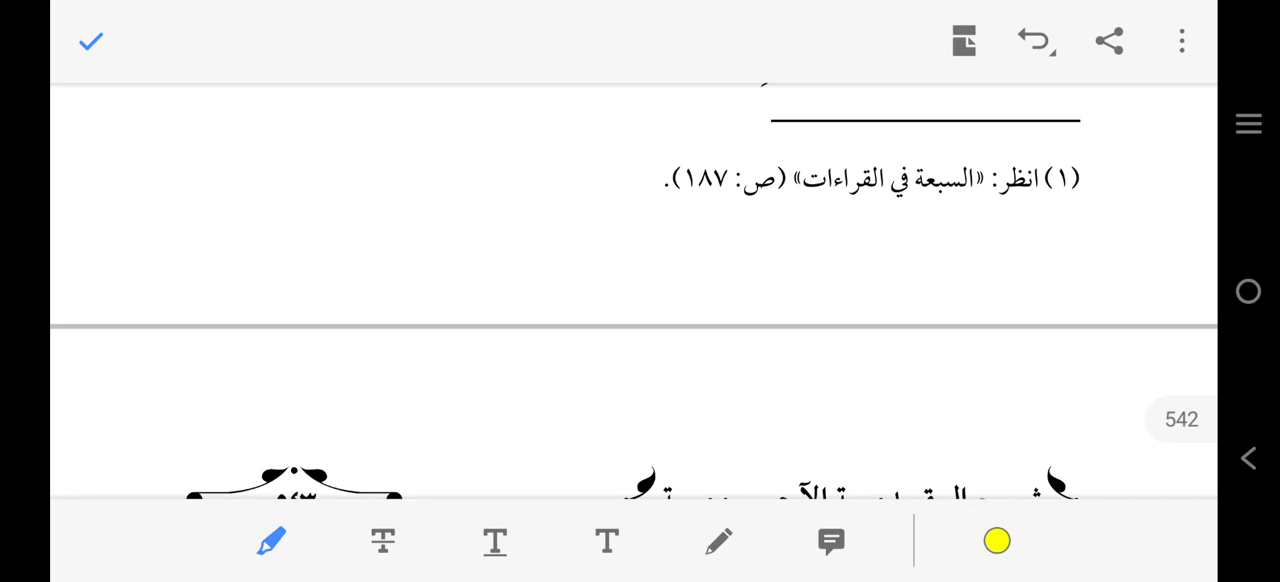 (١) انظر: «السبعة في القراءات» (ص: ١٨٧).
542